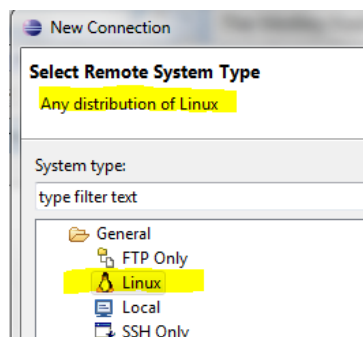 New Connection
Select Remote System Type
Any distribution of Linux
System type:
type filter text
General
FTP Only
Linux
Local
SSH Only